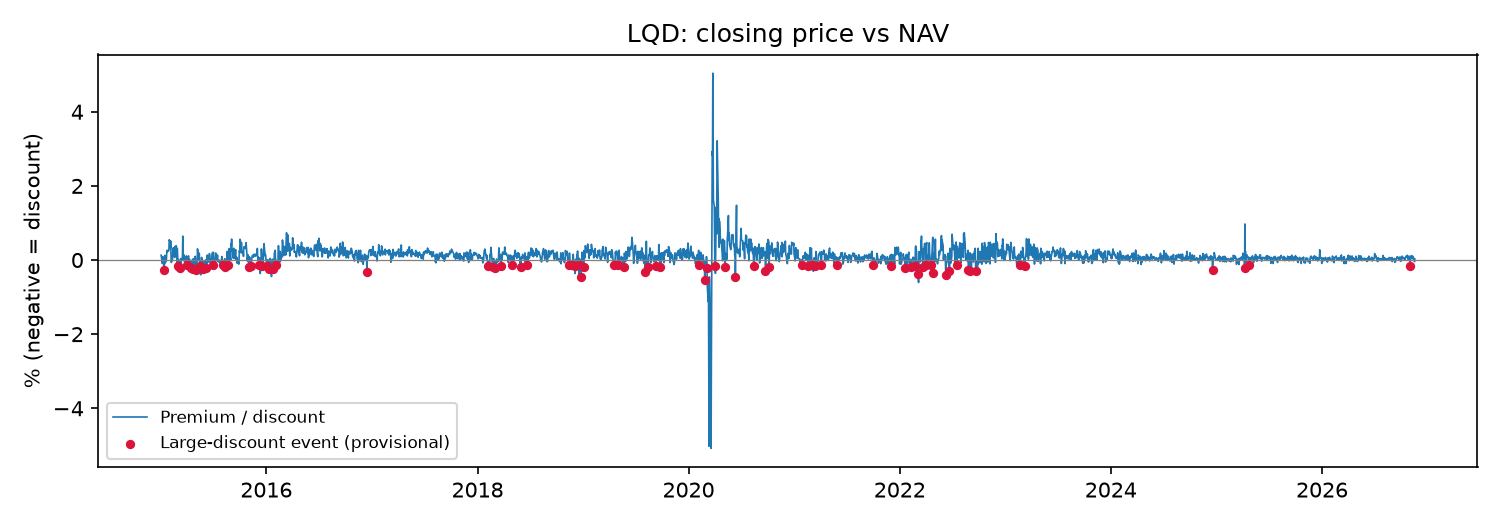 LQD: closing price vs NAV
% (negative = discount)
4
2
0
−2
−4
Premium / discount
Large-discount event (provisional)
2016 2018 2020 2022 2024 2026